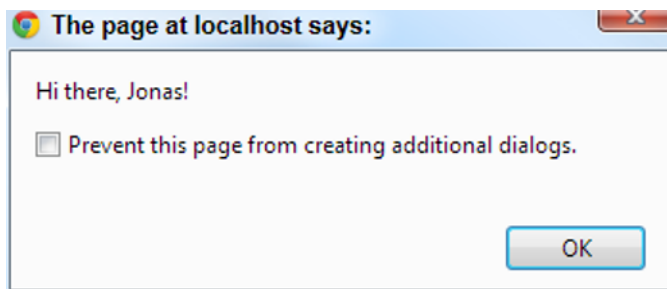 The page at localhost says:
Hi there, Jonas!
Prevent this page from creating additional dialogs.
OK